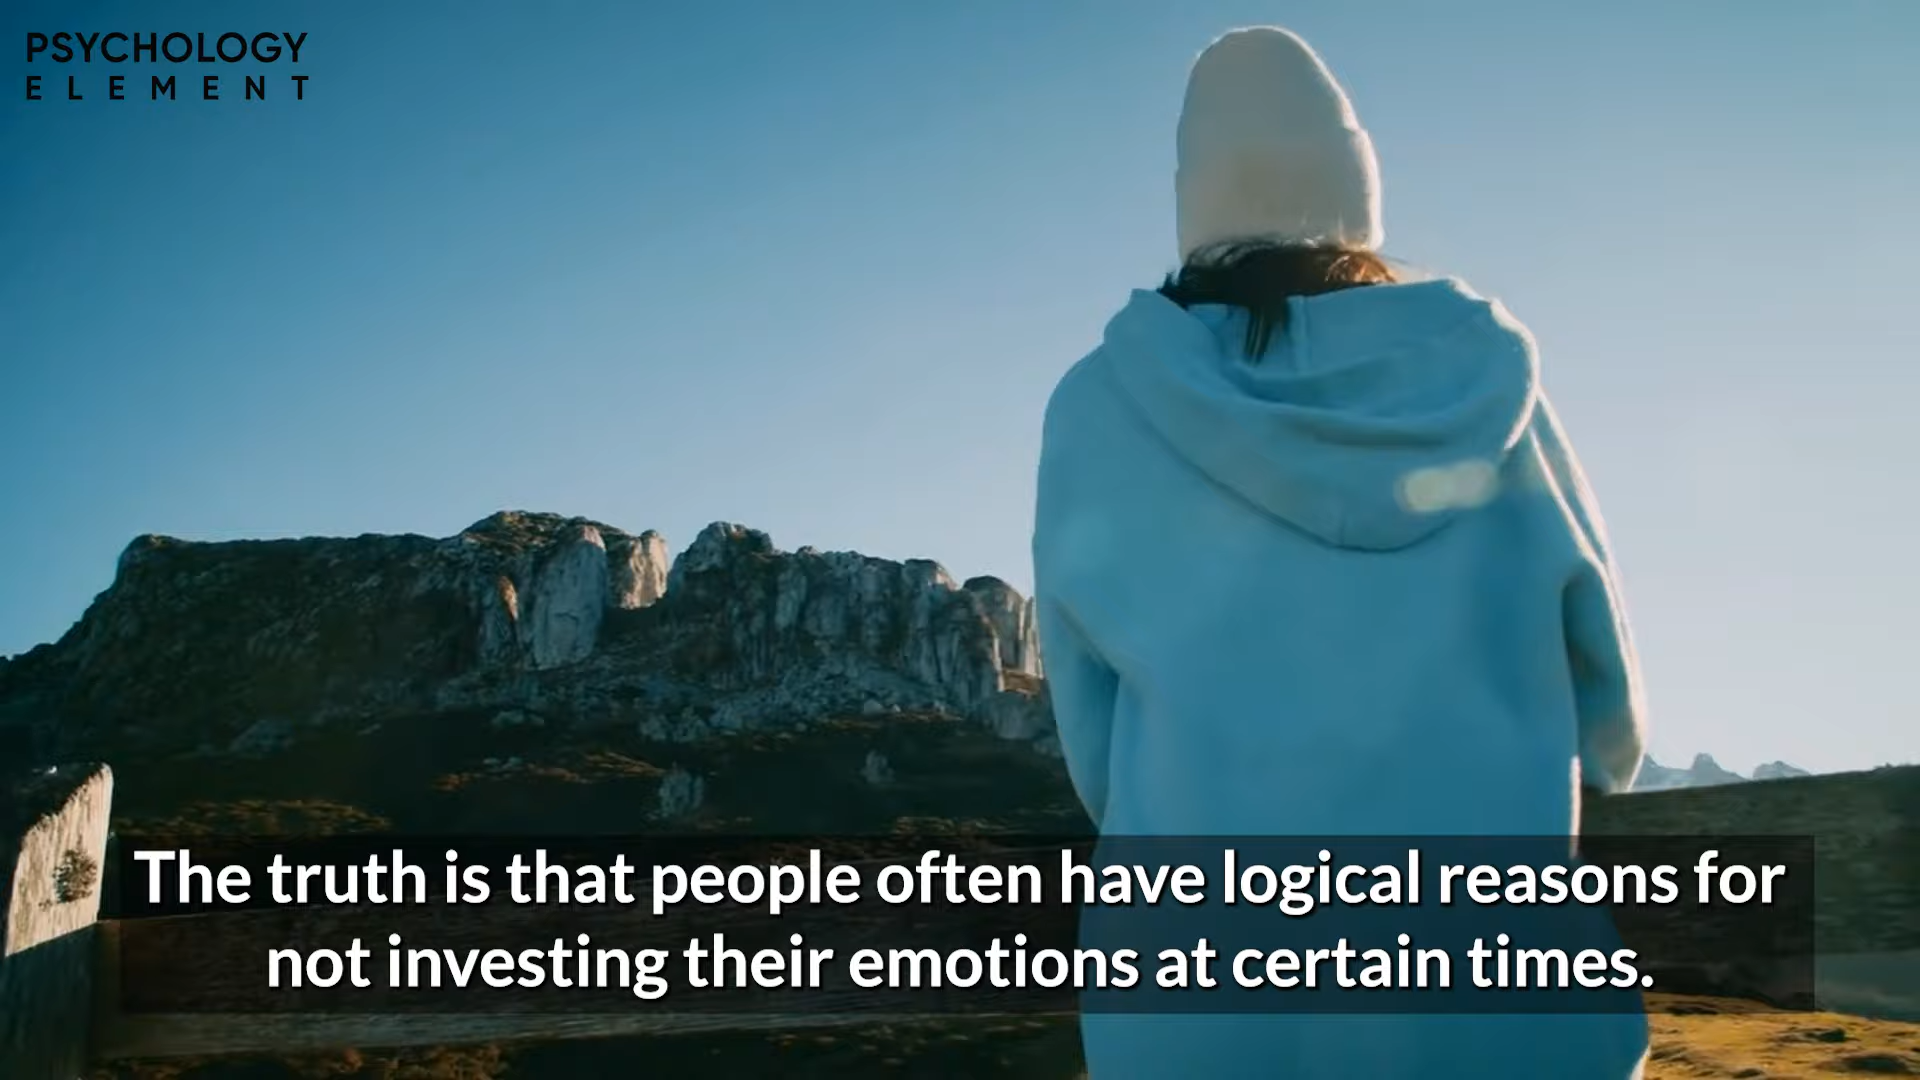 PSYCHOLOGY
ELEMENT
The truth is that people often have logical reasons for
not investing their emotions at certain times.